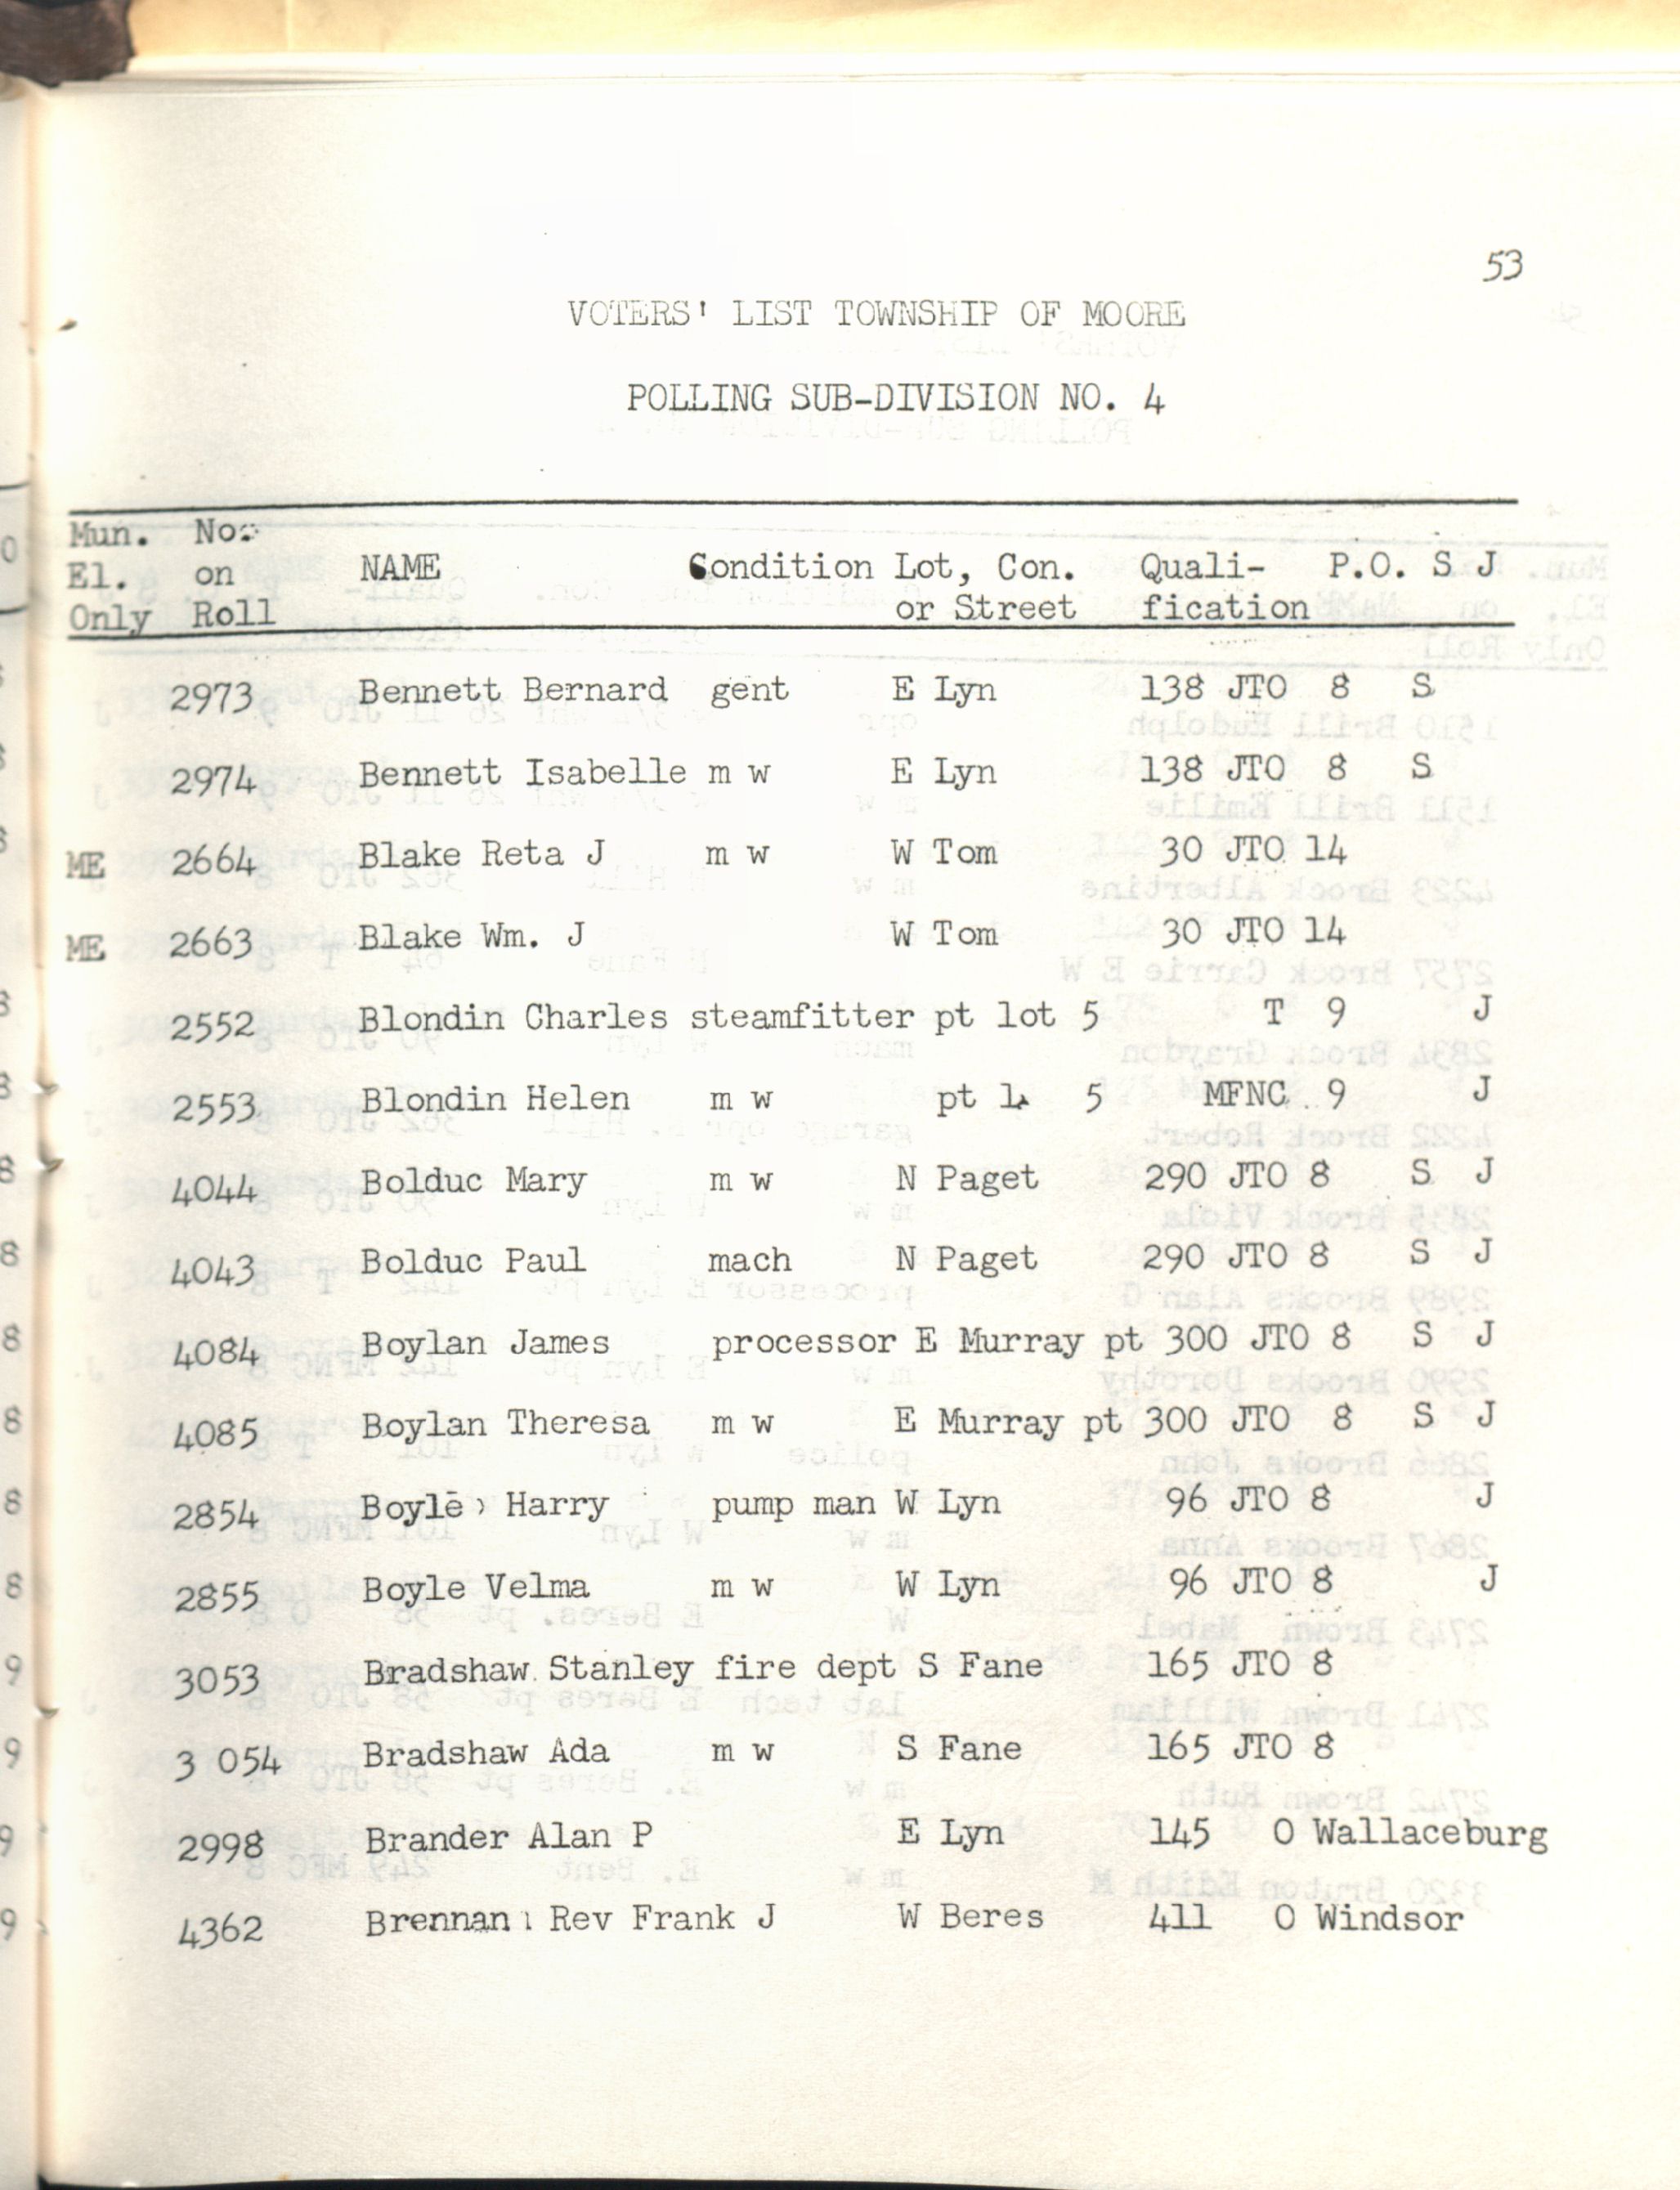 53
VOTERS' LIST TOWNSHIP OF MOORE
POLLING SUB-DIVISION NO. 4
Mun. No.
El. on NAME Condition Lot, Con. Quali- P.O. S J
Only Roll or Street fication
2973 Bennett Bernard gent E Lyn 138 JTO 8 S
2974 Bennett Isabelle m w E Lyn 138 JTO 8 S
ME 2664 Blake Reta J m w W Tom 30 JTO 14
ME 2663 Blake Wm. J W Tom 30 JTO 14
2552 Blondin Charles steamfitter pt lot 5 T 9 J
2553 Blondin Helen m w pt l 5 MFNC 9 J
4044 Bolduc Mary m w N Paget 290 JTO 8 S J
4043 Bolduc Paul mach N Paget 290 JTO 8 S J
4084 Boylan James processor E Murray pt 300 JTO 8 S J
4085 Boylan Theresa m w E Murray pt 300 JTO 8 S J
2854 Boyle Harry pump man W Lyn 96 JTO 8 J
2855 Boyle Velma m w W Lyn 96 JTO 8 J
3053 Bradshaw Stanley fire dept S Fane 165 JTO 8
3 054 Bradshaw Ada m w S Fane 165 JTO 8
2998 Brander Alan P E Lyn 145 O Wallaceburg
4362 Brennan Rev Frank J W Beres 411 O Windsor